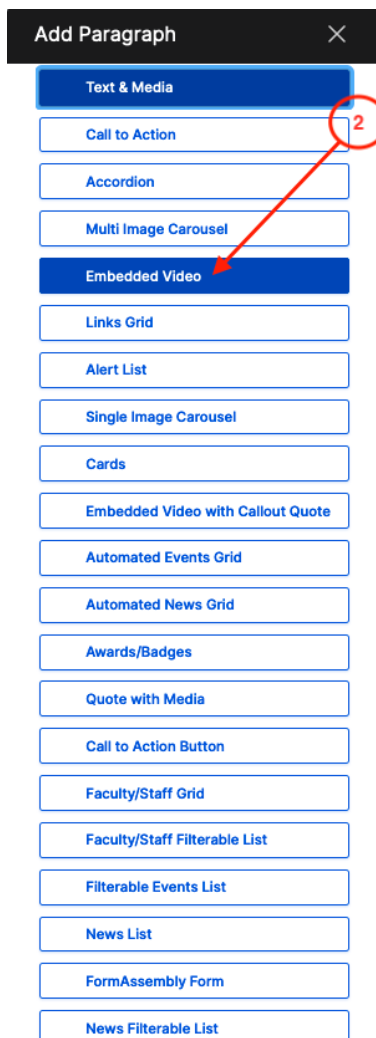 Add Paragraph
Text & Media
2
Call to Action
Accordion
Multi Image Carousel
Embedded Video
Links Grid
Alert List
Single Image Carousel
Cards
Embedded Video with Callout Quote
Automated Events Grid
Automated News Grid
Awards/Badges
Quote with Media
Call to Action Button
Faculty/Staff Grid
Faculty/Staff Filterable List
Filterable Events List
News List
FormAssembly Form
News Filterable List